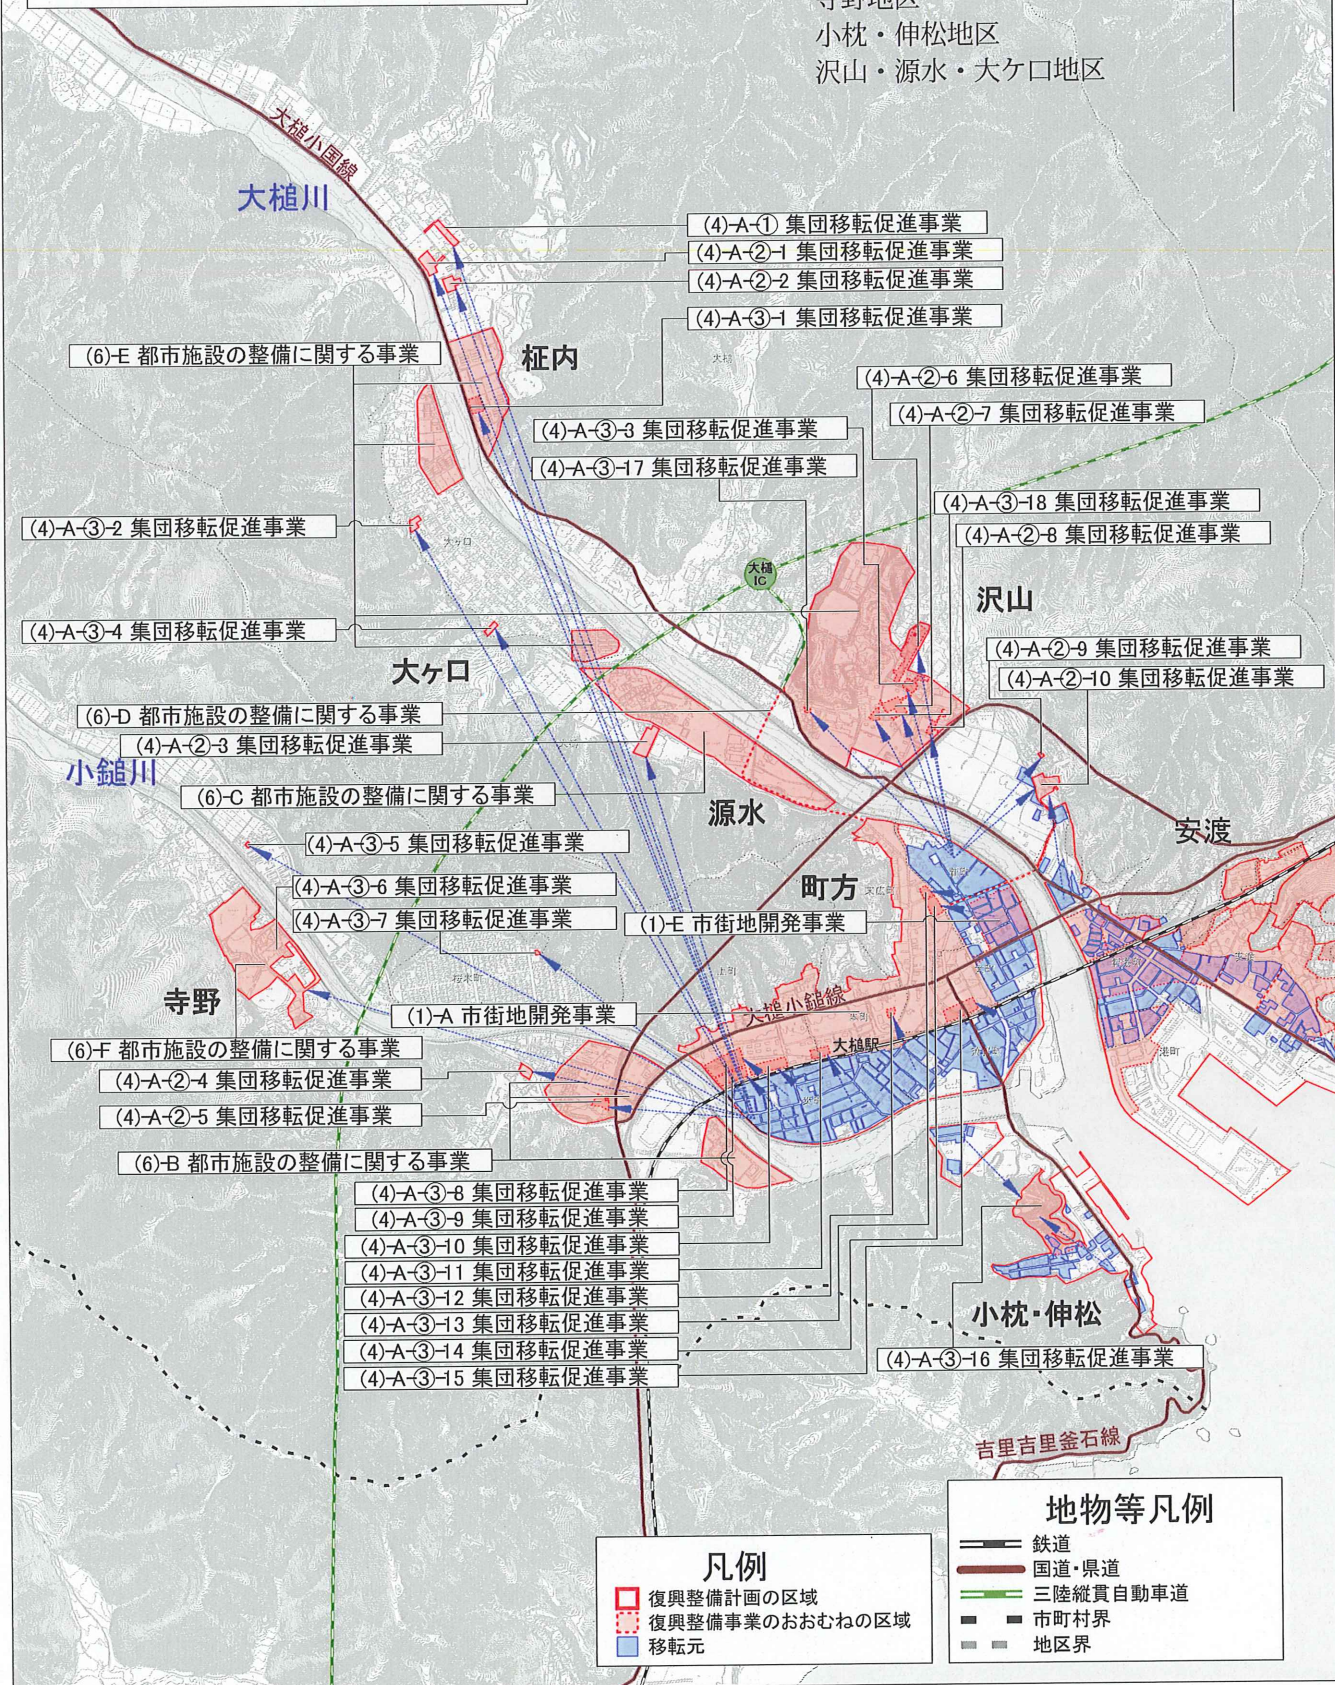 小枕・伸松地区
沢山・源水・大ケ口地区
大槌小国線
大槌川
(4)-A-① 集団移転促進事業
(4)-A-②-1 集団移転促進事業
(4)-A-②-2 集団移転促進事業
(4)-A-③-1 集団移転促進事業
(6)-E 都市施設の整備に関する事業
柾内
(4)-A-②-6 集団移転促進事業
(4)-A-②-7 集団移転促進事業
(4)-A-③-3 集団移転促進事業
(4)-A-③-17 集団移転促進事業
(4)-A-③-18 集団移転促進事業
(4)-A-②-8 集団移転促進事業
(4)-A-③-2 集団移転促進事業
大ヶ口
大槌
IC
沢山
(4)-A-③-4 集団移転促進事業
(4)-A-②-9 集団移転促進事業
(4)-A-②-10 集団移転促進事業
大ヶ口
(6)-D 都市施設の整備に関する事業
(4)-A-②-3 集団移転促進事業
小鎚川
(6)-C 都市施設の整備に関する事業
源水
安渡
(4)-A-③-5 集団移転促進事業
(4)-A-③-6 集団移転促進事業
町方
(4)-A-③-7 集団移転促進事業
(1)-E 市街地開発事業
桜木町
寺野
(1)-A 市街地開発事業
大槌小鎚線
大槌駅
港町
(6)-F 都市施設の整備に関する事業
(4)-A-②-4 集団移転促進事業
(4)-A-②-5 集団移転促進事業
(6)-B 都市施設の整備に関する事業
(4)-A-③-8 集団移転促進事業
(4)-A-③-9 集団移転促進事業
(4)-A-③-10 集団移転促進事業
(4)-A-③-11 集団移転促進事業
(4)-A-③-12 集団移転促進事業
(4)-A-③-13 集団移転促進事業
(4)-A-③-14 集団移転促進事業
(4)-A-③-15 集団移転促進事業
小枕・伸松
(4)-A-③-16 集団移転促進事業
吉里吉里釜石線
凡例
復興整備計画の区域
復興整備事業のおおむねの区域
移転元
地物等凡例
鉄道
国道・県道
三陸縦貫自動車道
市町村界
地区界